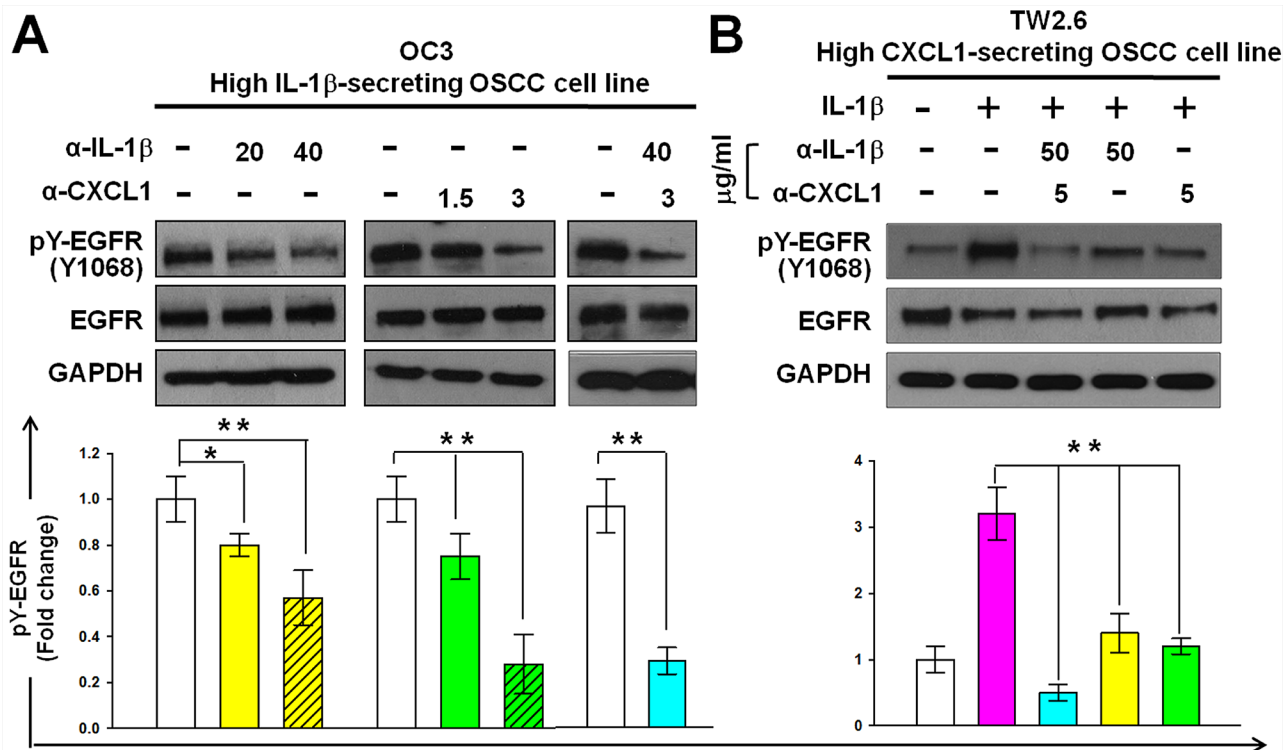 A
OC3
High IL-1β-secreting OSCC cell line
α-IL-1β - 20 40 - - - - 40
α-CXCL1 - - - - 1.5 3 - 3
pY-EGFR
(Y1068)
EGFR
GAPDH
pY-EGFR
(Fold change)
1.2
1.0
0.8
0.6
0.4
0.2
0.0
* *
*
* *
* *
B
TW2.6
High CXCL1-secreting OSCC cell line
IL-1β - + + + +
μg/ml
α-IL-1β - - 50 50 -
α-CXCL1 - - 5 - 5
pY-EGFR
(Y1068)
EGFR
GAPDH
4
3
2
1
0
* *